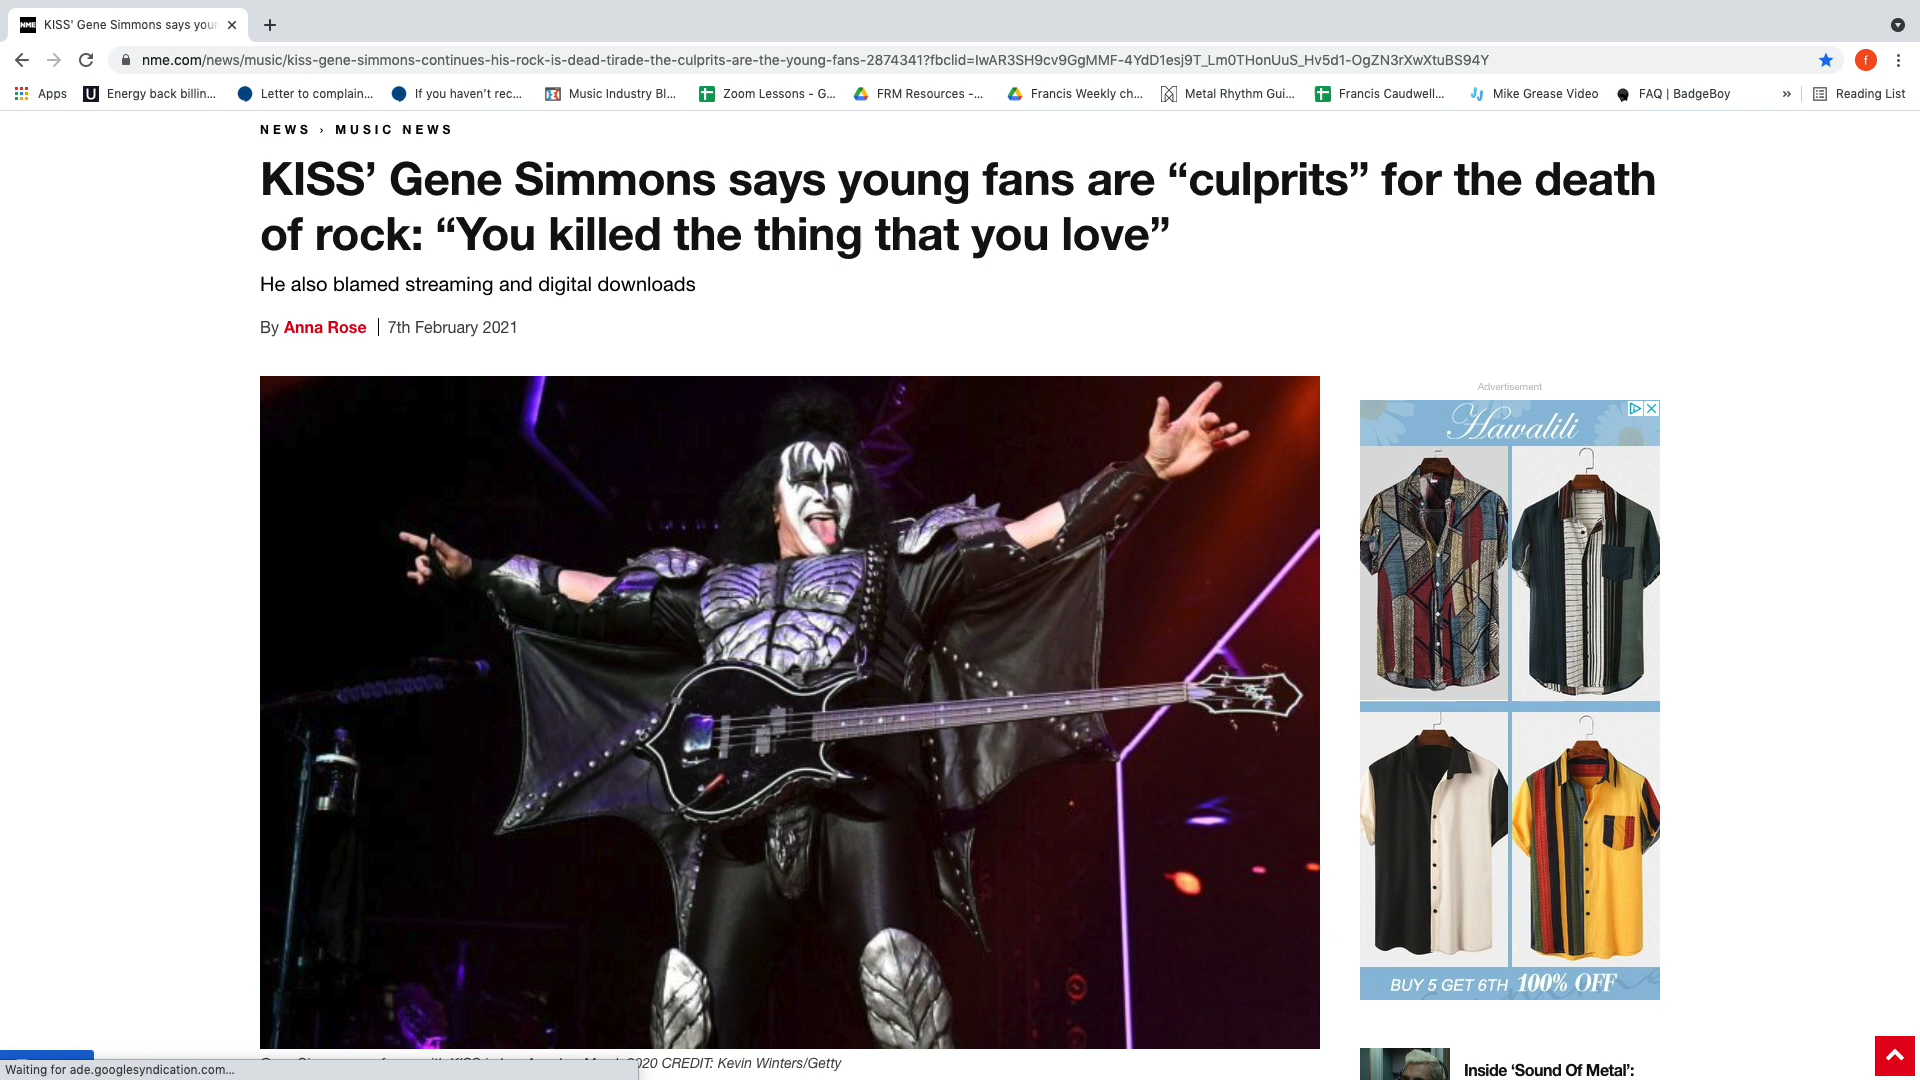 NME KISS' Gene Simmons says your
nme.com/news/music/kiss-gene-simmons-continues-his-rock-is-dead-tirade-the-culprits-are-the-young-fans-2874341?fbclid=IwAR3SH9cv9GgMMF-4YdD1esj9T_Lm0THonUuS_Hv5d1-OgZN3rXwXtuBS94Y
f
Apps U Energy back billin... Letter to complain... If you haven't rec... Music Industry Bl... Zoom Lessons - G... FRM Resources -... Francis Weekly ch... Metal Rhythm Gui... Francis Caudwell... Mike Grease Video FAQ | BadgeBoy » Reading List
NEWS › MUSIC NEWS
KISS’ Gene Simmons says young fans are “culprits” for the death
of rock: “You killed the thing that you love”
He also blamed streaming and digital downloads
By Anna Rose | 7th February 2021
Advertisement
Hawalili
BUY 5 GET 6TH 100% OFF
2020 CREDIT: Kevin Winters/Getty
Inside ‘Sound Of Metal’:
Waiting for ade.googlesyndication.com...